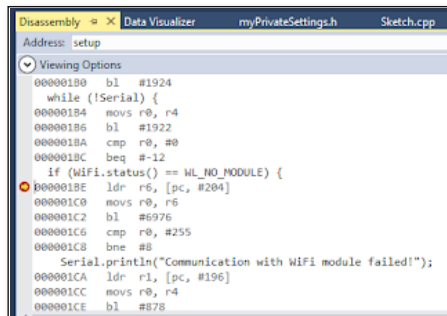 Disassembly Data Visualizer myPrivateSettings.h Sketch.cpp
Address: setup
Viewing Options
000001B0 bl #1924
while (!Serial) {
000001B4 movs r0, r4
000001B6 bl #1922
000001BA cmp r0, #0
000001BC beq #-12
if (WiFi.status() == WL_NO_MODULE) {
000001BE ldr r6, [pc, #204]
000001C0 movs r0, r6
000001C2 bl #6976
000001C6 cmp r0, #255
000001C8 bne #8
Serial.println("Communication with WiFi module failed!");
000001CA ldr r1, [pc, #196]
000001CC movs r0, r4
000001CE bl #878